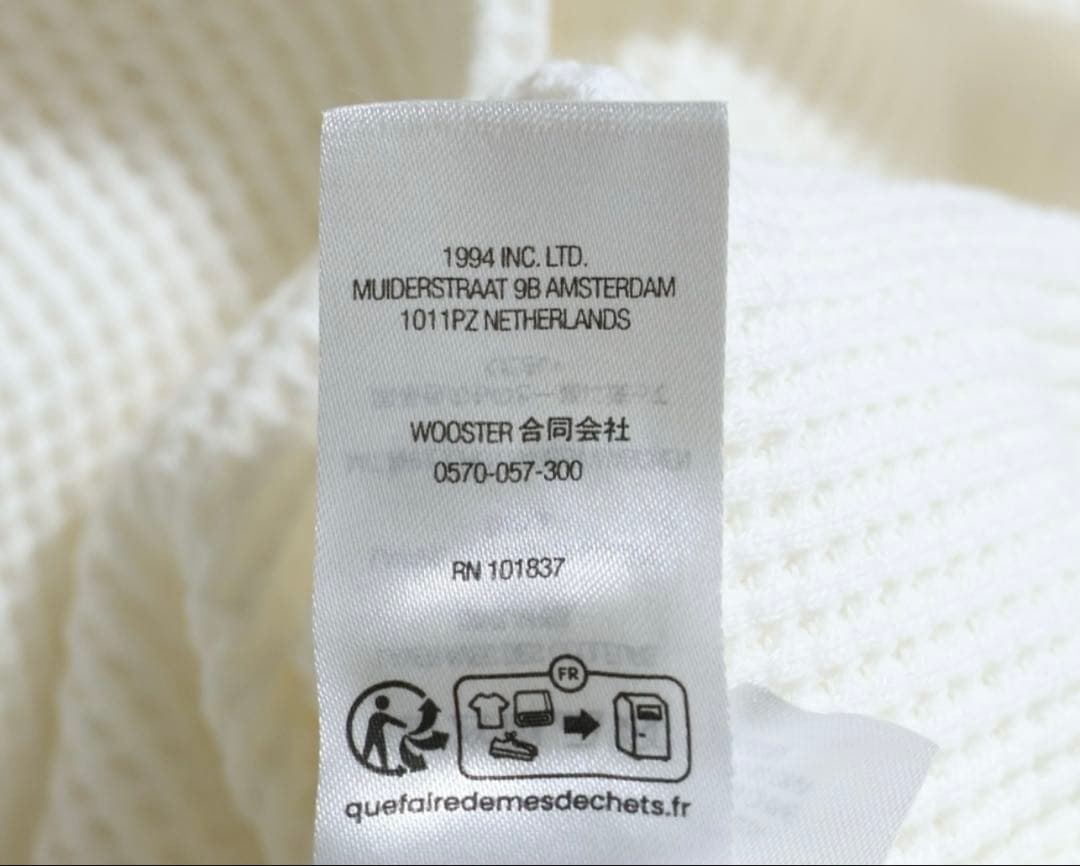 1994 INC. LTD.
MUIDERSTRAAT 9B AMSTERDAM
1011PZ NETHERLANDS
WOOSTER 合同会社
0570-057-300
RN 101837
FR
quefairedemesdechets.fr